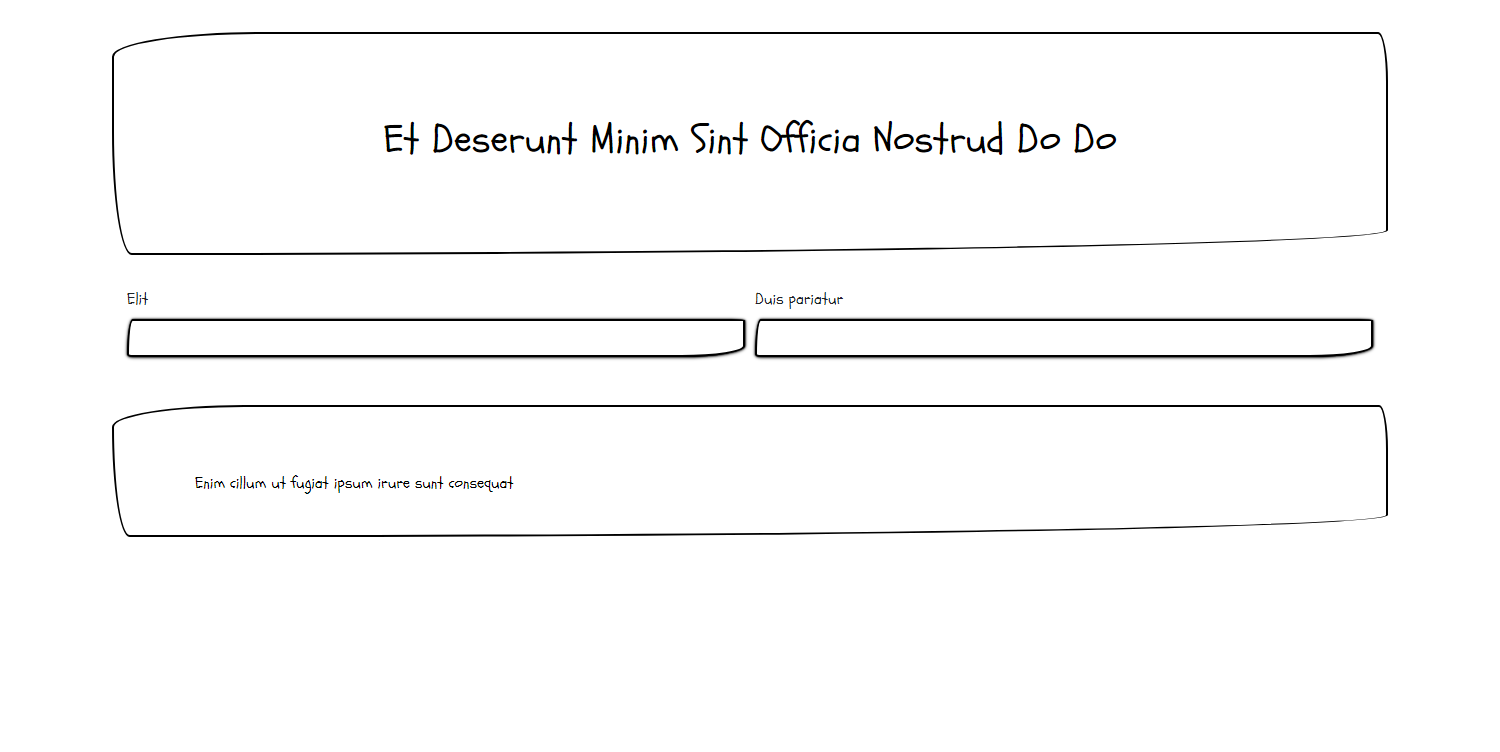 Et Deserunt Minim Sint Officia Nostrud Do Do
Elit
Duis pariatur
Enim cillum ut fugiat ipsum irure sunt consequat